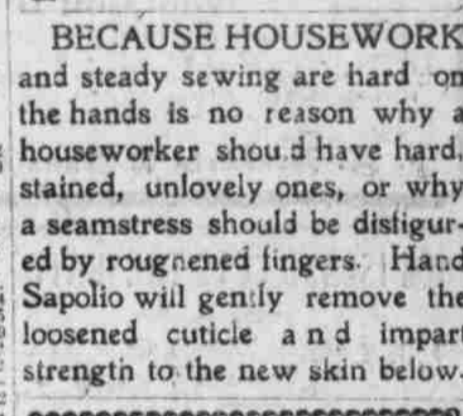 BECAUSE HOUSEWORK
and steady sewing are hard on
the hands is no reason why a
houseworker should have hard,
stained, unlovely ones, or why
a seamstress should be disfigur-
ed by roughened fingers. Hand
Sapolio will gently remove the
loosened cuticle and impart
strength to the new skin below.